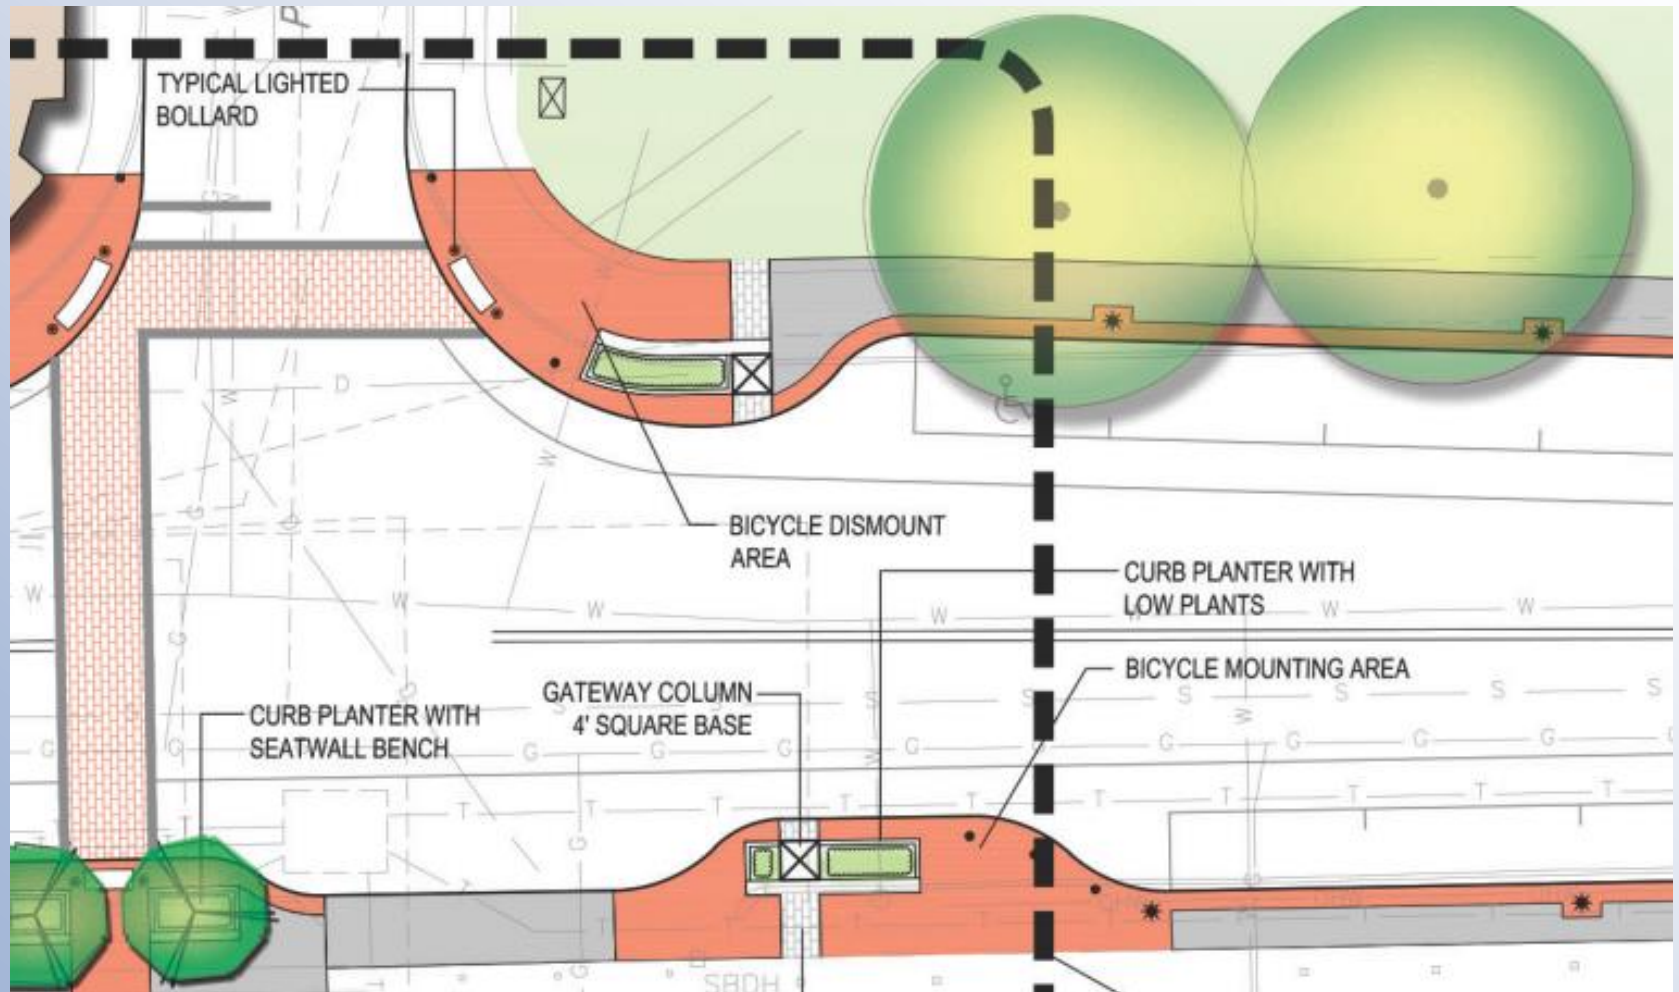 P
TYPICAL LIGHTED
BOLLARD
G
W
W
W
D
W
G
BICYCLE DISMOUNT
AREA
CURB PLANTER WITH
LOW PLANTS
W
W
W
W
W
W
G
BICYCLE MOUNTING AREA
GATEWAY COLUMN
4' SQUARE BASE
CURB PLANTER WITH
SEATWALL BENCH
S
S
S
S
S
S
S
G
G
G
G
G
G
G
G
G
G
W
W
T
T
T
T
T
T
T
T
T
T
T
G
T
T
T
T
G
SBDH